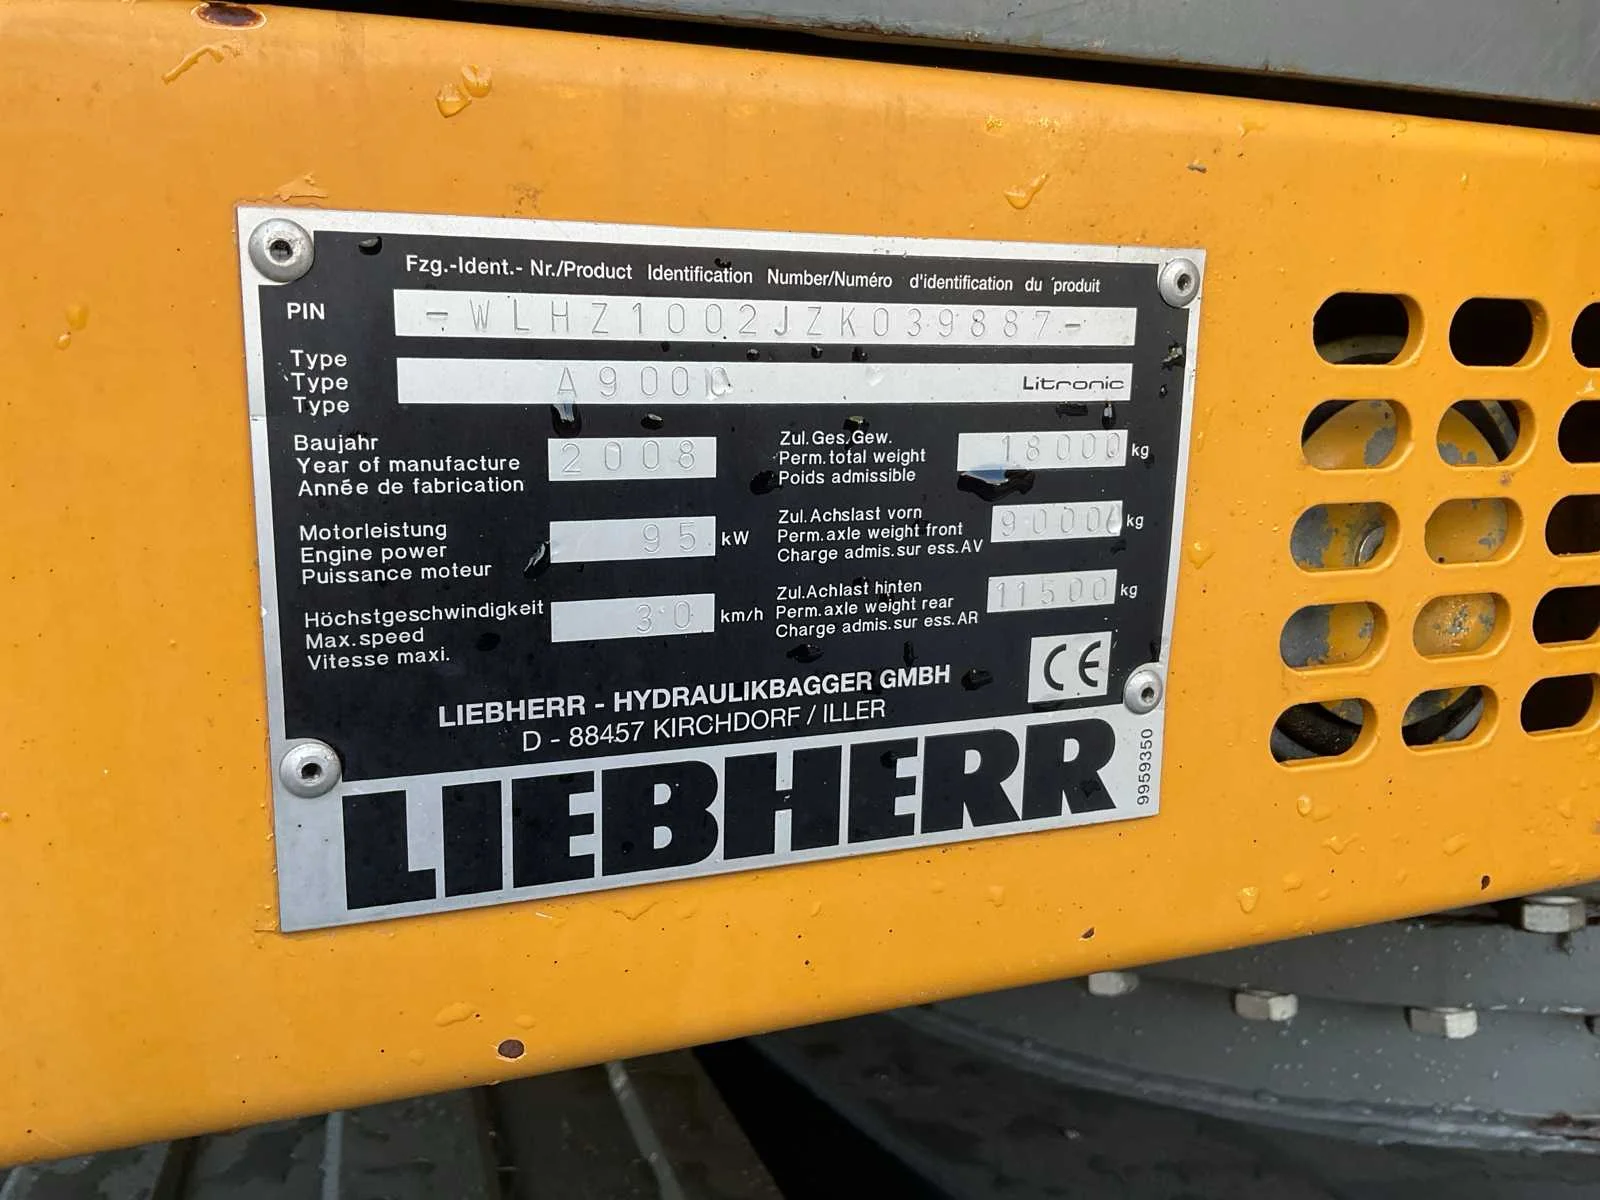 Fzg.-Ident.- Nr./Product Identification Number/Numéro d'identification du ´produit
PIN -WLHZ1002JZK039887-
Type
Type
Type
A900 Litronic
Baujahr
Year of manufacture
Année de fabrication
2008
Zul.Ges.Gew.
Perm.total weight
Poids admissible
18000 kg
Motorleistung
Engine power
Puissance moteur
95 kW
Zul.Achslast vorn
Perm.axle weight front
Charge admis.sur ess.AV
9000 kg
Höchstgeschwindigkeit
Max.speed
Vitesse maxi.
30 km/h
Zul.Achlast hinten
Perm.axle weight rear
Charge admis.sur ess.AR
11500 kg
CE
LIEBHERR - HYDRAULIKBAGGER GMBH
D - 88457 KIRCHDORF / ILLER
LIEBHERR
9959350